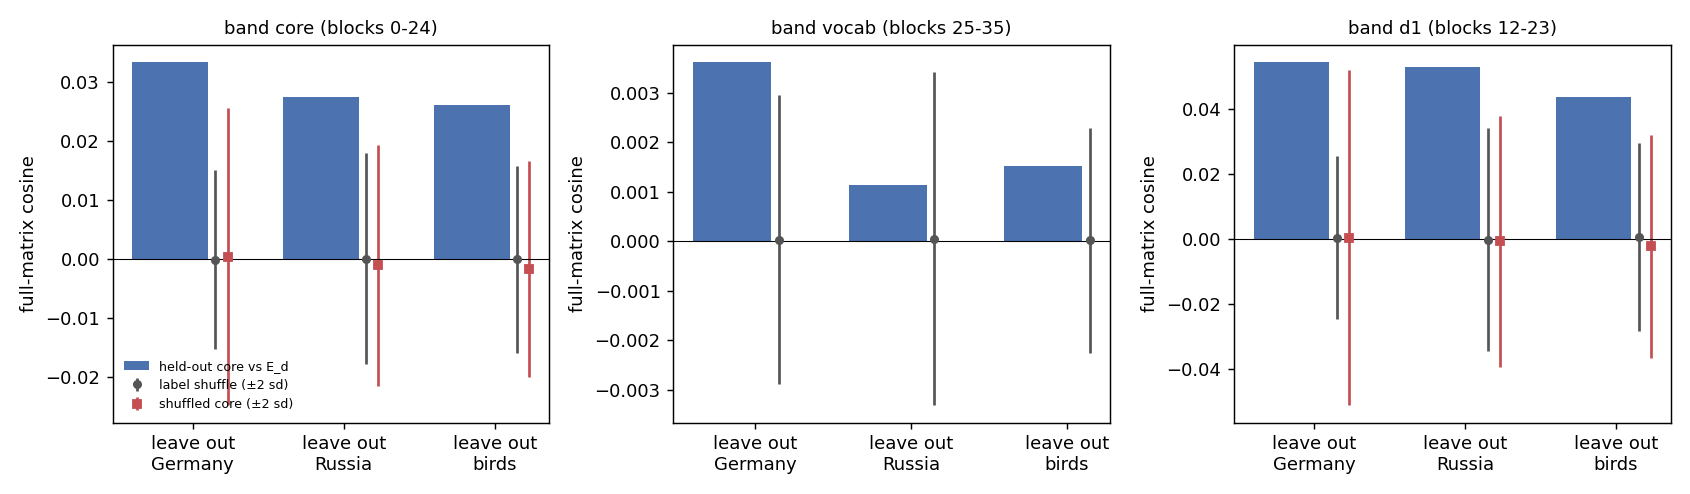 band core (blocks 0-24)
full-matrix cosine
0.03
0.02
0.01
0.00
−0.01
−0.02
held-out core vs E_d
label shuffle (±2 sd)
shuffled core (±2 sd)
leave out
Germany
leave out
Russia
leave out
birds
band vocab (blocks 25-35)
full-matrix cosine
0.003
0.002
0.001
0.000
−0.001
−0.002
−0.003
leave out
Germany
leave out
Russia
leave out
birds
band d1 (blocks 12-23)
full-matrix cosine
0.04
0.02
0.00
−0.02
−0.04
leave out
Germany
leave out
Russia
leave out
birds